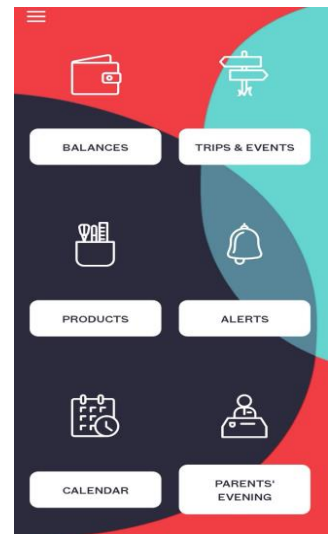 BALANCES
TRIPS & EVENTS
PRODUCTS
ALERTS
CALENDAR
PARENTS'
EVENING